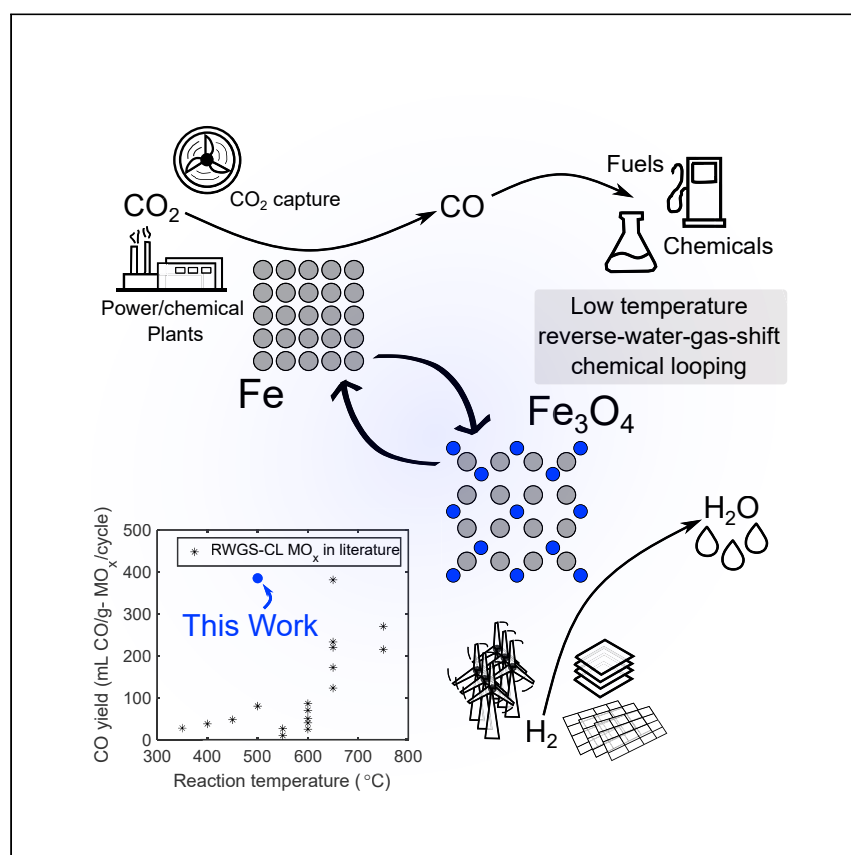 Fuels
CO₂ capture
CO₂
CO
Chemicals
Power/chemical
Plants
Low temperature
reverse-water-gas-shift
chemical looping
Fe
Fe₃O₄
H₂O
H₂
500
400
300
200
100
0
CO yield (mL CO/g- MOₓ/cycle)
RWGS-CL MOₓ in literature
This Work
300 400 500 600 700 800
Reaction temperature (°C)